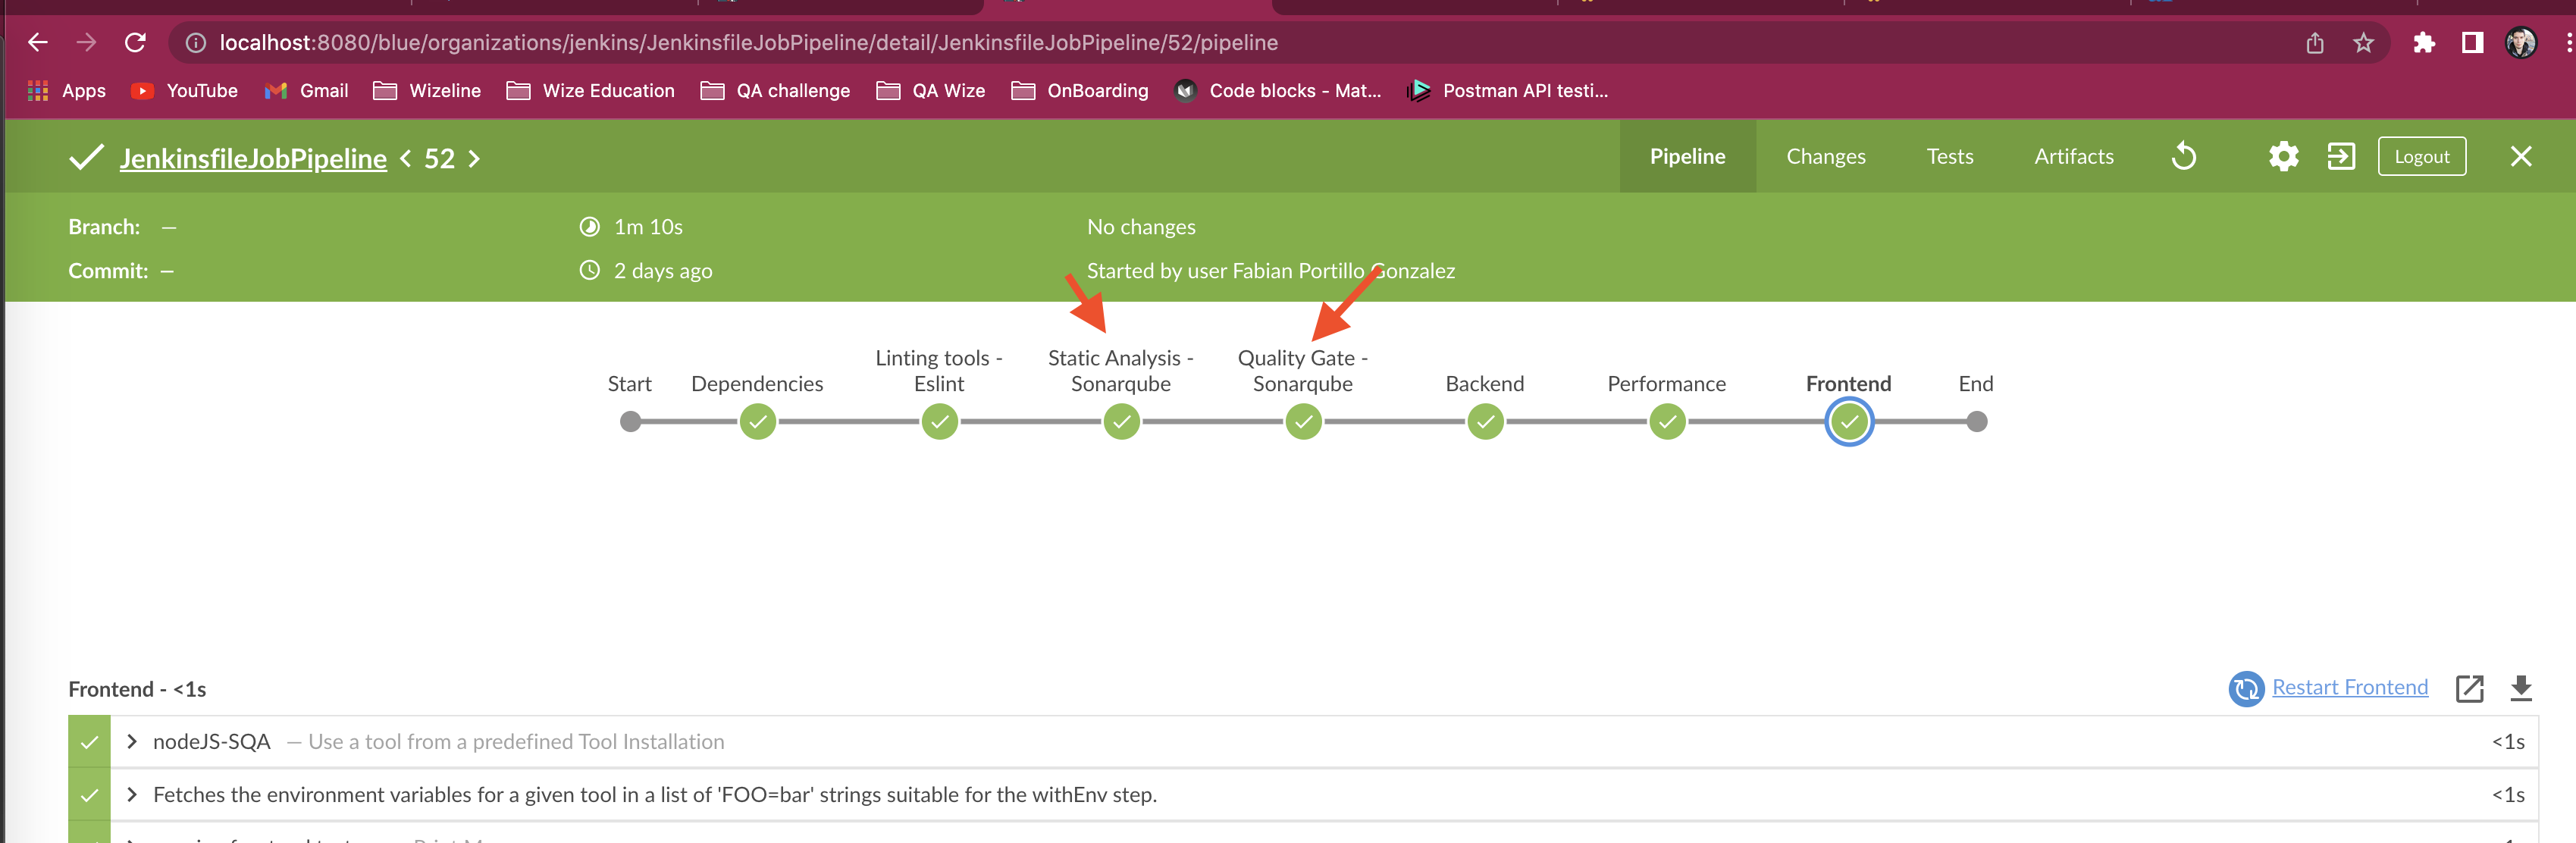 localhost:8080/blue/organizations/jenkins/JenkinsfileJobPipeline/detail/JenkinsfileJobPipeline/52/pipeline
Apps YouTube Gmail Wizeline Wize Education QA challenge QA Wize OnBoarding Code blocks - Mat... Postman API testi...
JenkinsfileJobPipeline < 52 > Pipeline Changes Tests Artifacts Logout
Branch: — 1m 10s No changes
Commit: — 2 days ago Started by user Fabian Portillo Gonzalez
Linting tools - Static Analysis - Quality Gate -
Start Dependencies Eslint Sonarqube Sonarqube Backend Performance Frontend End
Frontend - <1s Restart Frontend
nodeJS-SQA — Use a tool from a predefined Tool Installation <1s
Fetches the environment variables for a given tool in a list of 'FOO=bar' strings suitable for the withEnv step. <1s